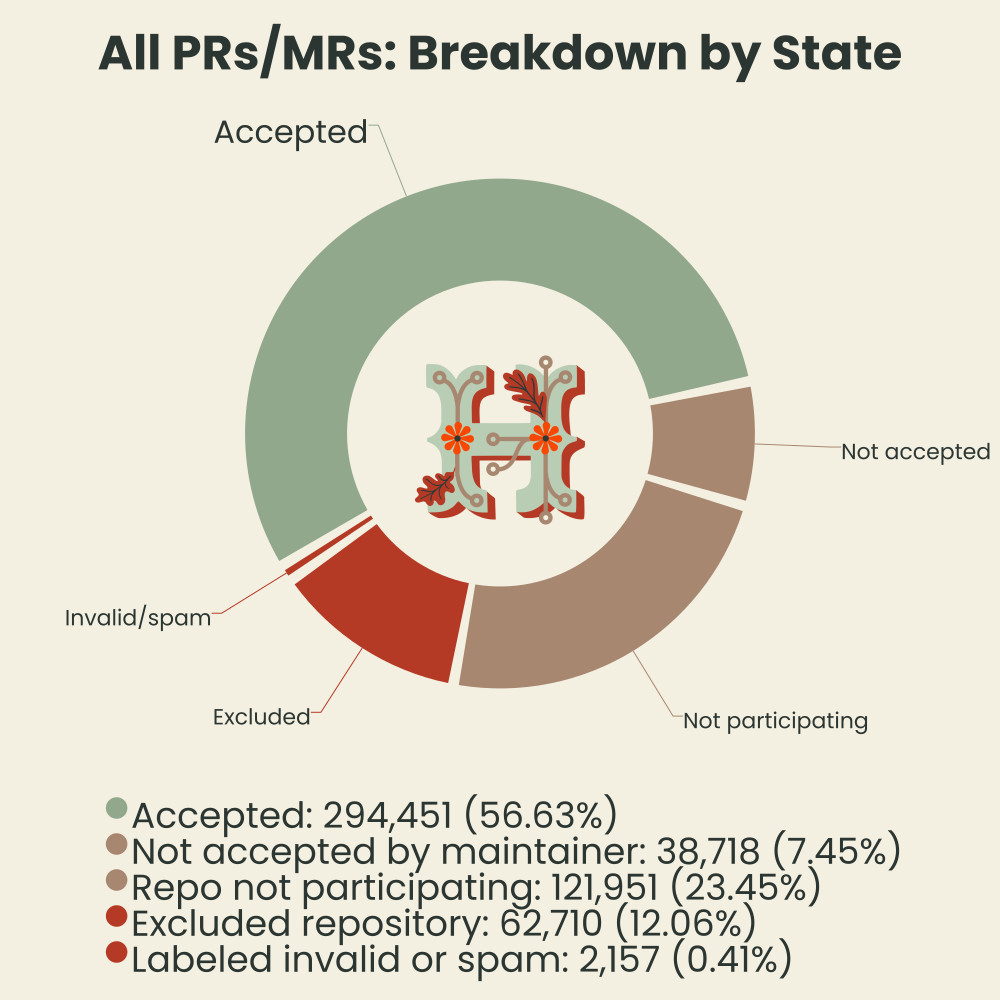 All PRs/MRs: Breakdown by State
Accepted
Not accepted
Invalid/spam
Excluded
Not participating
H
Accepted: 294,451 (56.63%)
Not accepted by maintainer: 38,718 (7.45%)
Repo not participating: 121,951 (23.45%)
Excluded repository: 62,710 (12.06%)
Labeled invalid or spam: 2,157 (0.41%)